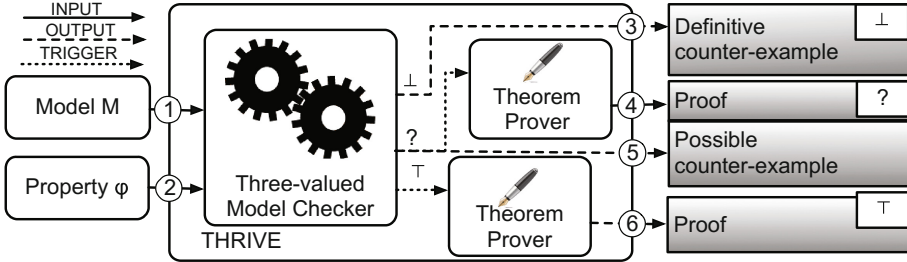 INPUT
OUTPUT
TRIGGER
Model M
Property φ
1
2
Three-valued
Model Checker
THRIVE
⊥
?
⊤
Theorem
Prover
Theorem
Prover
3
4
5
6
Definitive
counter-example
⊥
Proof
?
Possible
counter-example
Proof
⊤